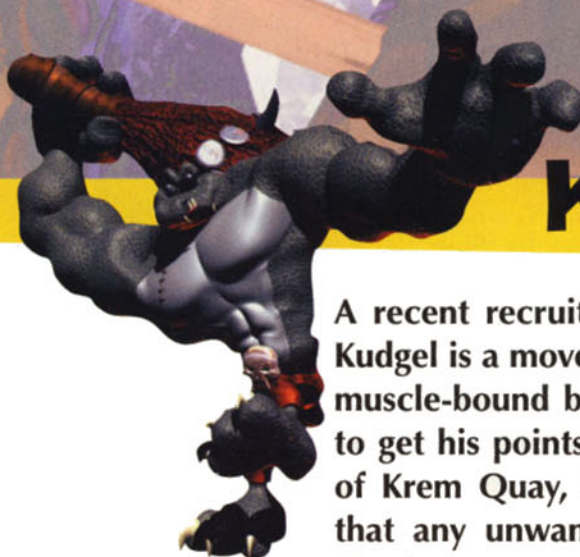 A recent recruit
Kudgel is a move
muscle-bound b
to get his points
of Krem Quay,
that any unwan